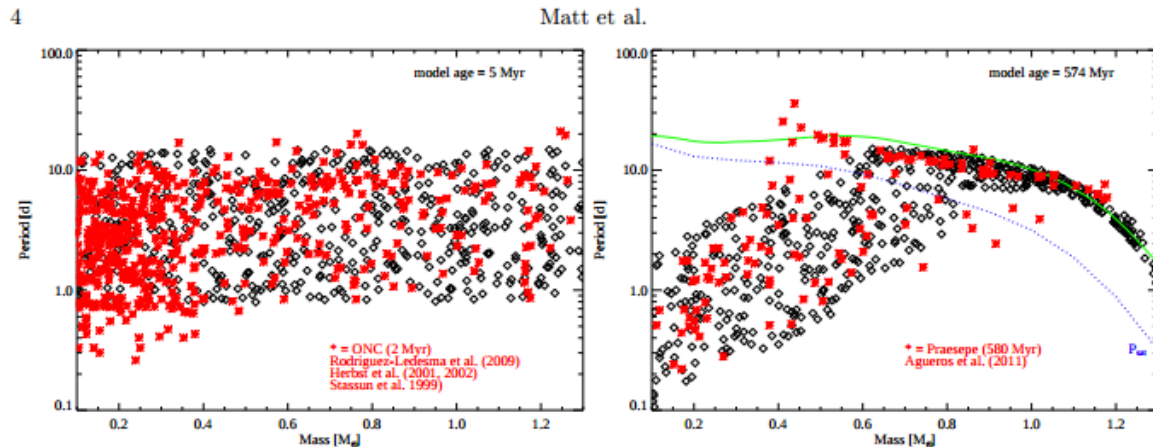 4
Matt et al.
100.0
10.0
1.0
0.1
Period[d]
model age = 5 Myr
* = ONC (2 Myr)
Rodriguez-Ledesma et al. (2009)
Herbst et al. (2001, 2002)
Stassun et al. 1999)
0.2 0.4 0.6 0.8 1.0 1.2
Mass [M⊙]
100.0
10.0
1.0
0.1
Period[d]
model age = 574 Myr
* = Praesepe (580 Myr)
Agueros et al. (2011)
Psat
0.2 0.4 0.6 0.8 1.0 1.2
Mass [M⊙]